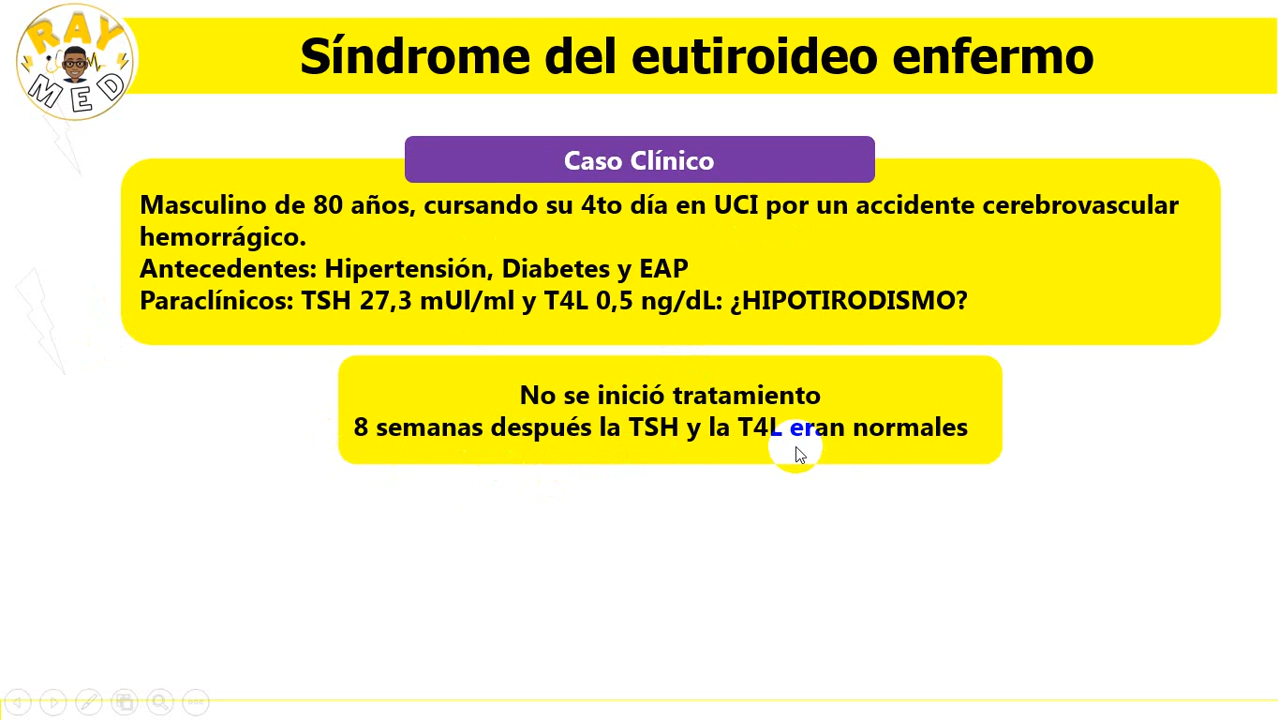 RAY
MED
Síndrome del eutiroideo enfermo
Caso Clínico
Masculino de 80 años, cursando su 4to día en UCI por un accidente cerebrovascular
hemorrágico.
Antecedentes: Hipertensión, Diabetes y EAP
Paraclínicos: TSH 27,3 mUl/ml y T4L 0,5 ng/dL: ¿HIPOTIRODISMO?
No se inició tratamiento
8 semanas después la TSH y la T4L eran normales